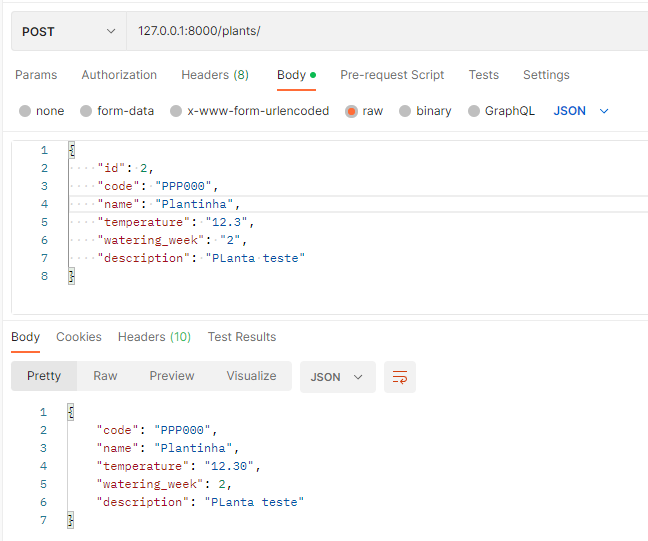 POST 127.0.0.1:8000/plants/
Params Authorization Headers (8) Body Pre-request Script Tests Settings
none form-data x-www-form-urlencoded raw binary GraphQL JSON
1 {
2 "id": 2,
3 "code": "PPP000",
4 "name": "Plantinha",
5 "temperature": "12.3",
6 "watering_week": "2",
7 "description": "PLanta teste"
8 }
Body Cookies Headers (10) Test Results
Pretty Raw Preview Visualize JSON
1 {
2 "code": "PPP000",
3 "name": "Plantinha",
4 "temperature": "12.30",
5 "watering_week": 2,
6 "description": "PLanta teste"
7 }